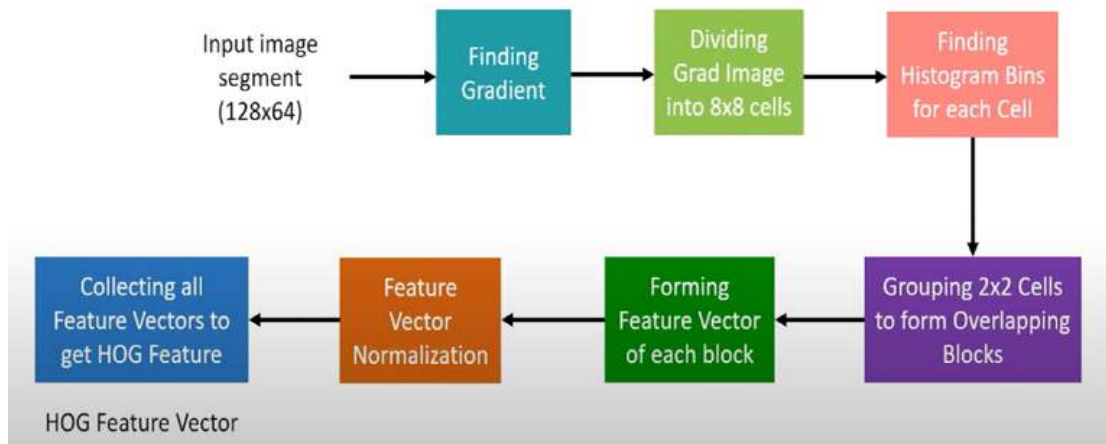 Input image
segment
(128x64)
Finding
Gradient
Dividing
Grad Image
into 8x8 cells
Finding
Histogram Bins
for each Cell
Grouping 2x2 Cells
to form Overlapping
Blocks
Forming
Feature Vector
of each block
Feature
Vector
Normalization
Collecting all
Feature Vectors to
get HOG Feature
HOG Feature Vector